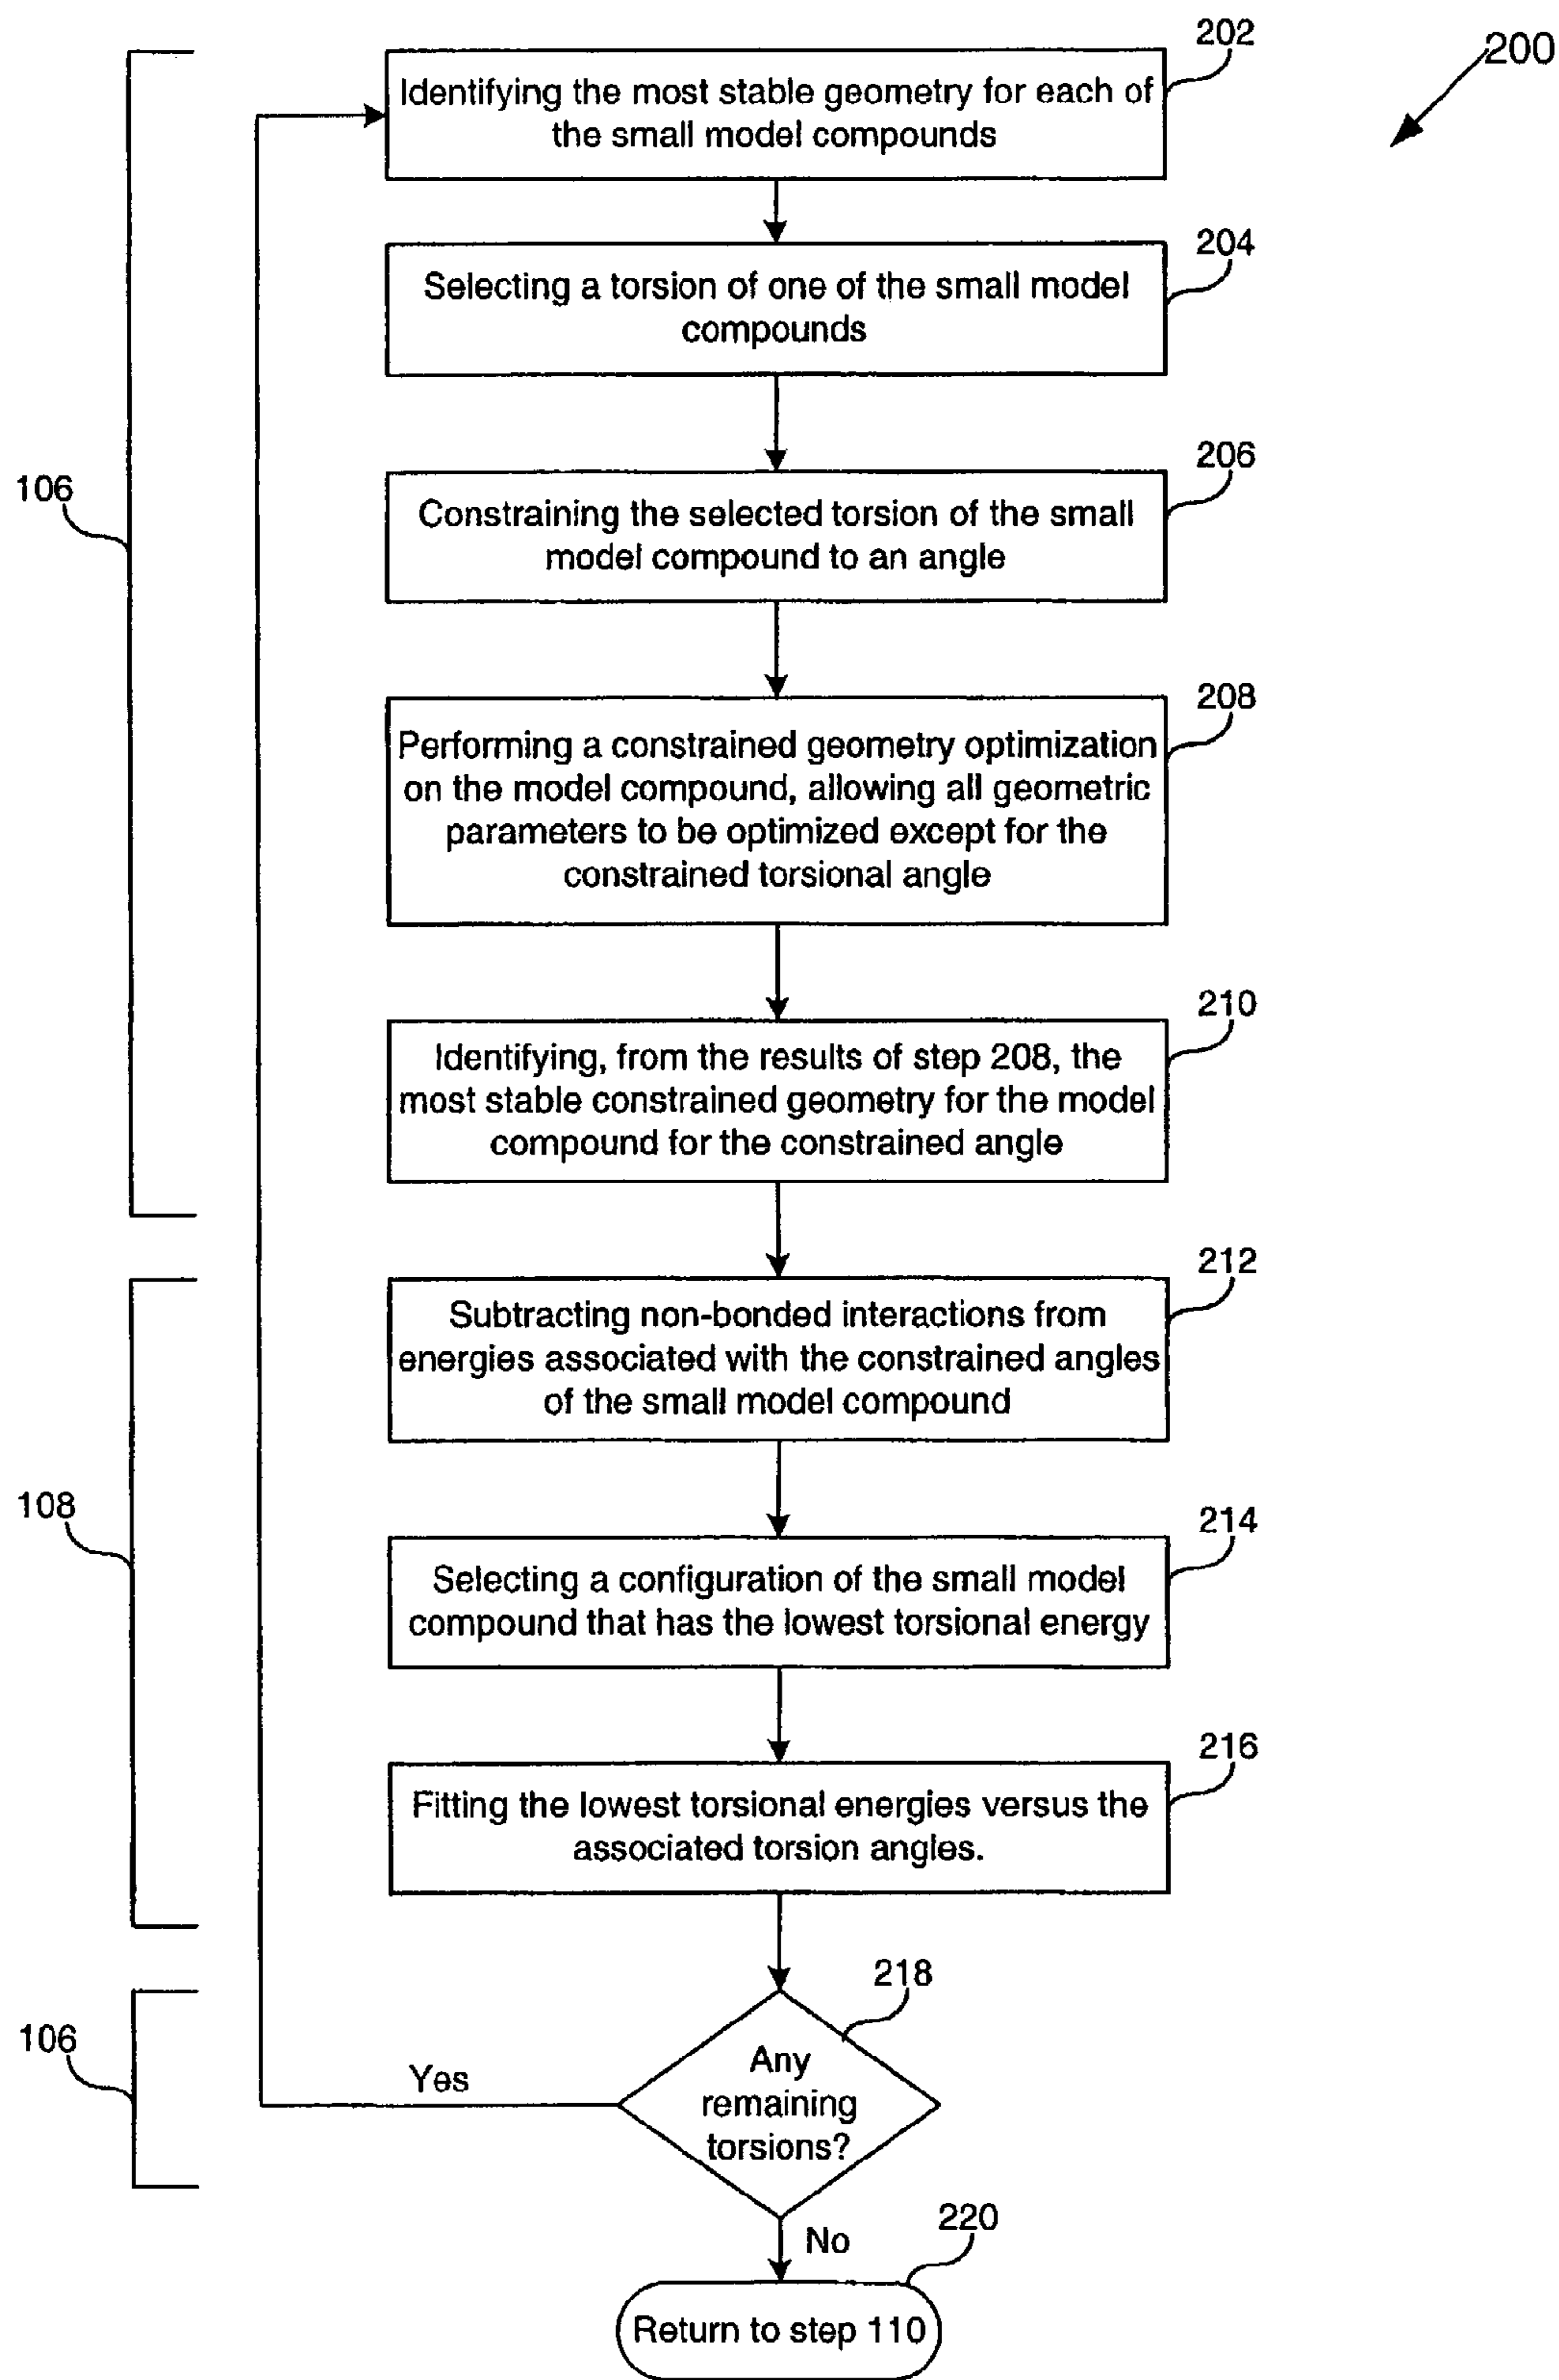 200
202
Identifying the most stable geometry for each of
the small model compounds
204
Selecting a torsion of one of the small model
compounds
106
206
Constraining the selected torsion of the small
model compound to an angle
208
Performing a constrained geometry optimization
on the model compound, allowing all geometric
parameters to be optimized except for the
constrained torsional angle
210
Identifying, from the results of step 208, the
most stable constrained geometry for the model
compound for the constrained angle
212
Subtracting non-bonded interactions from
energies associated with the constrained angles
of the small model compound
108
214
Selecting a configuration of the small model
compound that has the lowest torsional energy
216
Fitting the lowest torsional energies versus the
associated torsion angles.
218
106
Any
remaining
torsions?
Yes
No
220
Return to step 110